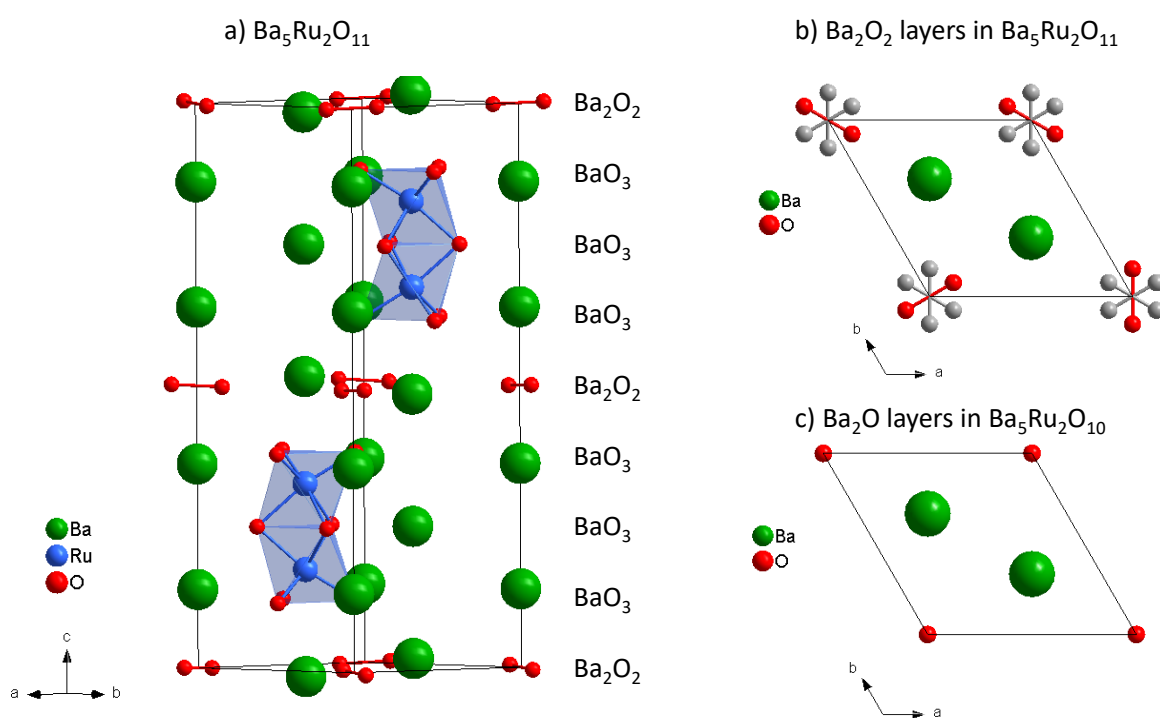 a) Ba₅Ru₂O₁₁
Ba₂O₂
BaO₃
BaO₃
BaO₃
Ba₂O₂
BaO₃
BaO₃
BaO₃
Ba₂O₂
Ba
Ru
O
c
a
b
b) Ba₂O₂ layers in Ba₅Ru₂O₁₁
Ba
O
b
a
c) Ba₂O layers in Ba₅Ru₂O₁₀
Ba
O
b
a